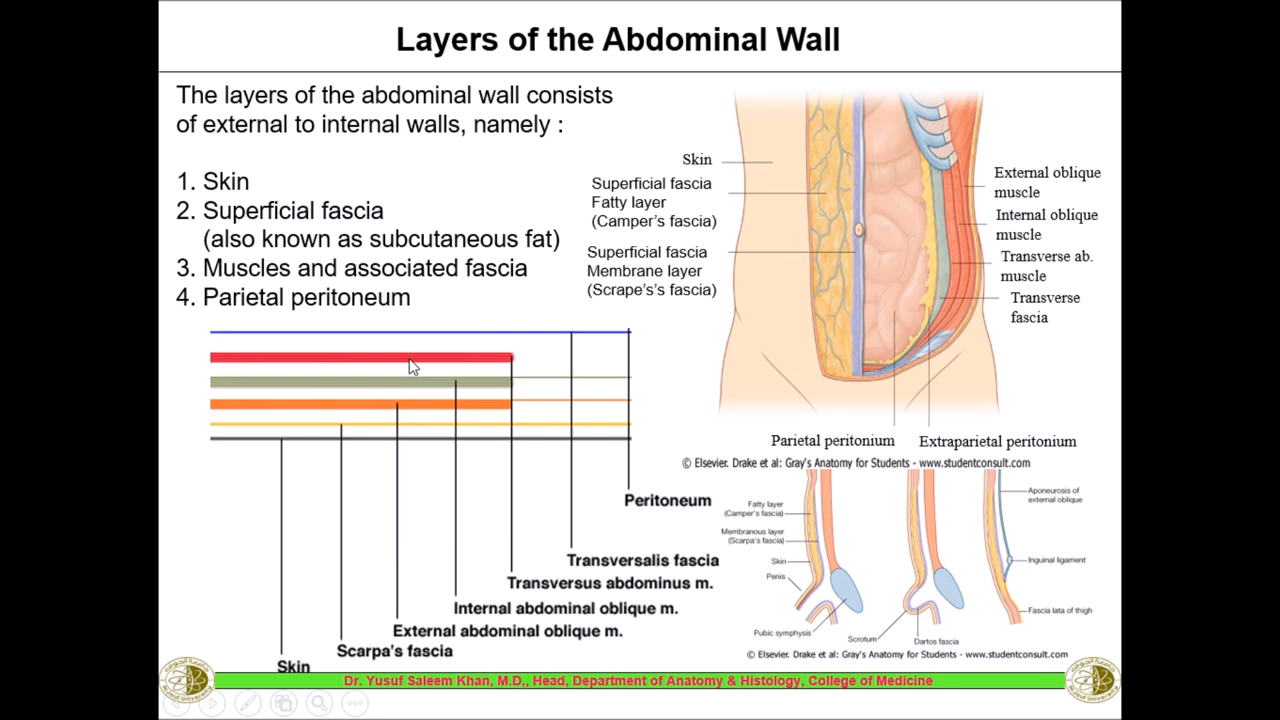 Layers of the Abdominal Wall
The layers of the abdominal wall consists
of external to internal walls, namely :
1. Skin
2. Superficial fascia
(also known as subcutaneous fat)
3. Muscles and associated fascia
4. Parietal peritoneum
Peritoneum
Transversalis fascia
Transversus abdominus m.
Internal abdominal oblique m.
External abdominal oblique m.
Scarpa's fascia
Skin
Skin
Superficial fascia
Fatty layer
(Camper's fascia)
Superficial fascia
Membrane layer
(Scrape's's fascia)
External oblique
muscle
Internal oblique
muscle
Transverse ab.
muscle
Transverse
fascia
Parietal peritonium
Extraparietal peritonium
© Elsevier. Drake et al: Gray's Anatomy for Students - www.studentconsult.com
Fatty layer
(Camper's fascia)
Membranous layer
(Scarpa's fascia)
Skin
Penis
Pubic symphysis
Scrotum
Dartos fascia
Aponeurosis of
external oblique
Inguinal ligament
Fascia lata of thigh
© Elsevier. Drake et al: Gray's Anatomy for Students - www.studentconsult.com
Dr. Yusuf Saleem Khan, M.D,, Head, Department of Anatomy & Histology, College of Medicine